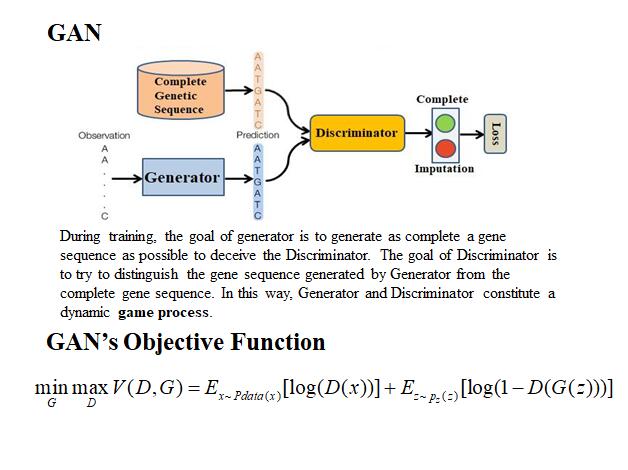 GAN
Complete
Genetic
Sequence
A
A
T
G
A
T
C
Observation
A
A
.
.
.
.
C
Generator
Prediction
A
A
T
G
A
T
C
Discriminator
Complete
Imputation
Loss
During training, the goal of generator is to generate as complete a gene
sequence as possible to deceive the Discriminator. The goal of Discriminator is
to try to distinguish the gene sequence generated by Generator from the
complete gene sequence. In this way, Generator and Discriminator constitute a
dynamic game process.
GAN's Objective Function
min_G max_D V(D,G) = E_{x~Pdata(x)}[log(D(x))] + E_{z~p_z(z)}[log(1−D(G(z)))]